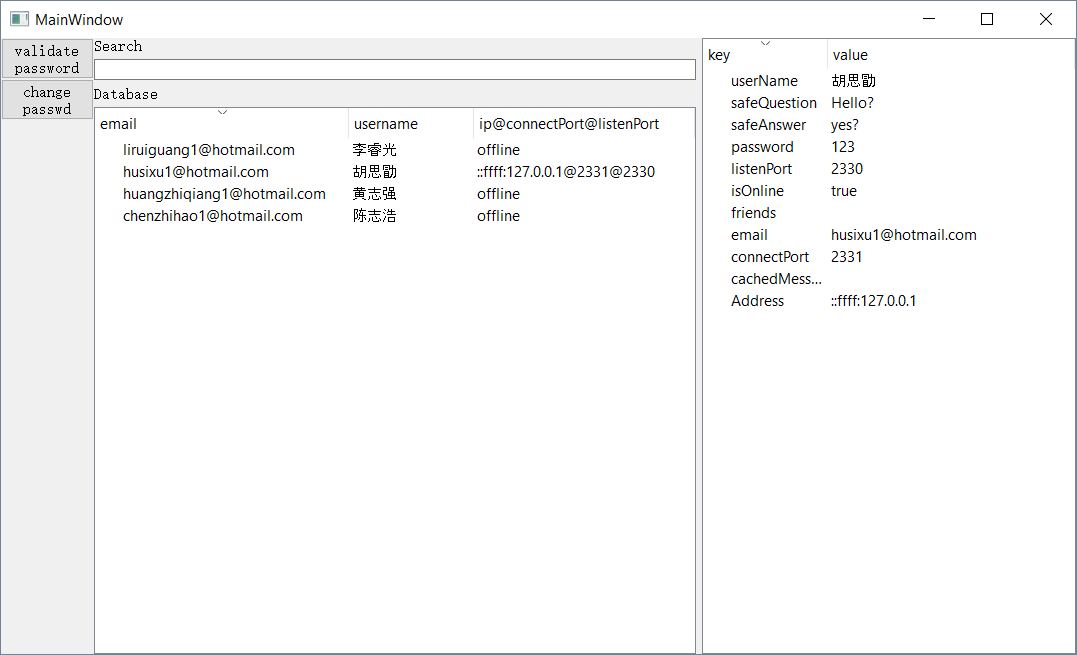 MainWindow
validate
password
change
passwd
Search
Database
email username ip@connectPort@listenPort
liruiguang1@hotmail.com 李睿光 offline
husixu1@hotmail.com 胡思勖 ::ffff:127.0.0.1@2331@2330
huangzhiqiang1@hotmail.com 黄志强 offline
chenzhihao1@hotmail.com 陈志浩 offline
key value
userName 胡思勖
safeQuestion Hello?
safeAnswer yes?
password 123
listenPort 2330
isOnline true
friends
email husixu1@hotmail.com
connectPort 2331
cachedMess...
Address ::ffff:127.0.0.1